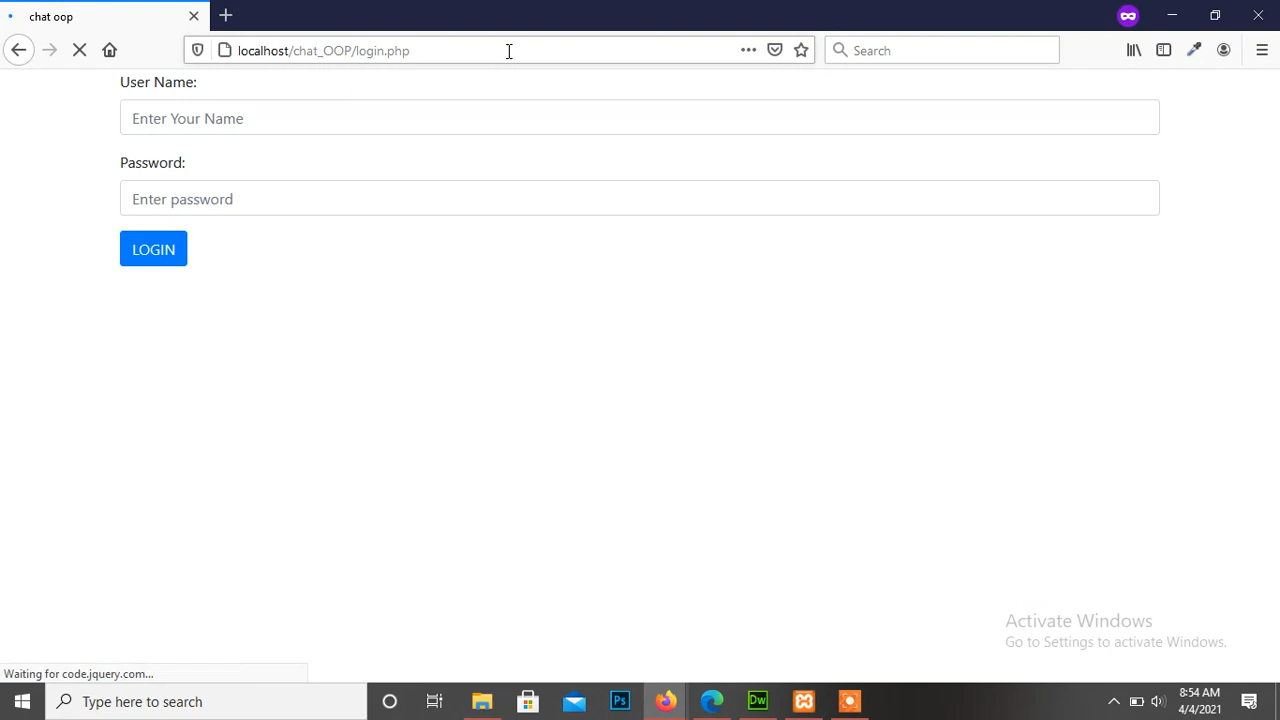 chat oop
localhost/chat_OOP/login.php
Search
User Name:
Enter Your Name
Password:
Enter password
LOGIN
Activate Windows
Go to Settings to activate Windows.
Waiting for code.jquery.com...
Type here to search
Ps
Dw
8:54 AM
4/4/2021